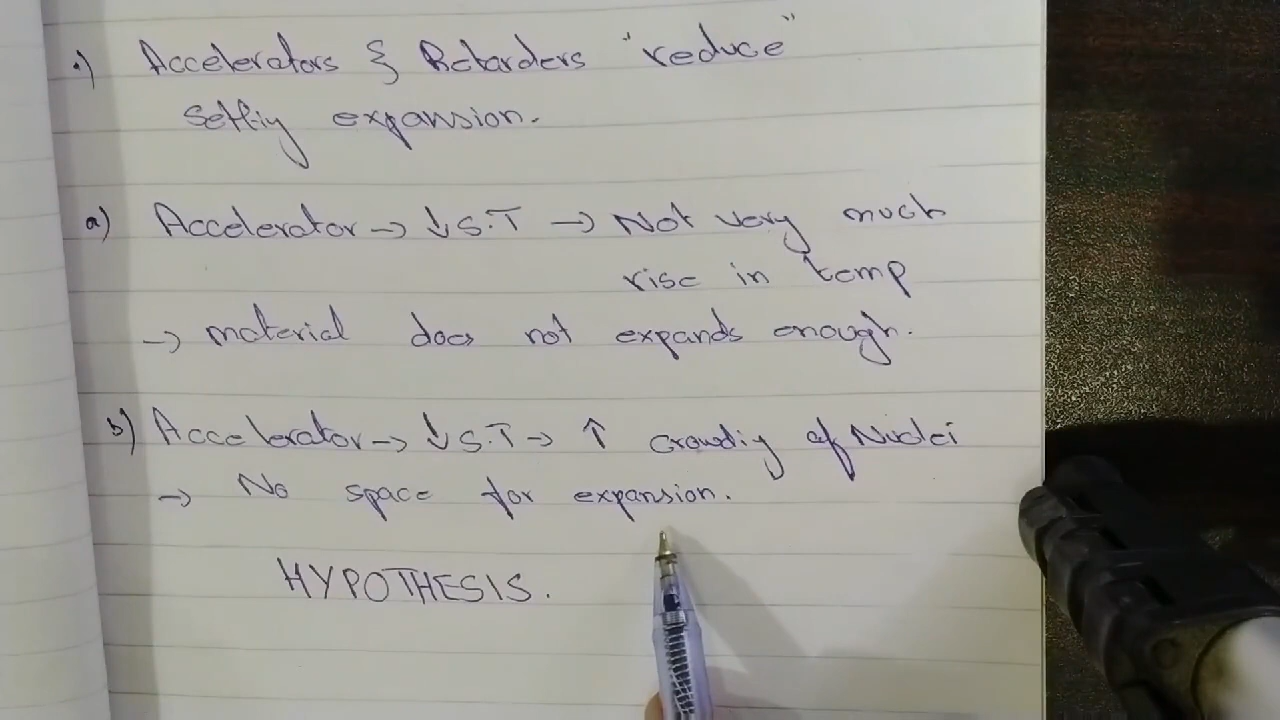 •) Accelerators & Retarders "reduce"
Setting expansion.
a) Accelerator → ↓ S.T → Not very much
rise in temp
→ material does not expands enough.
b) Accelerator → ↓ S.T → ↑ crowding of Nuclei
→ No space for expansion.
HYPOTHESIS.